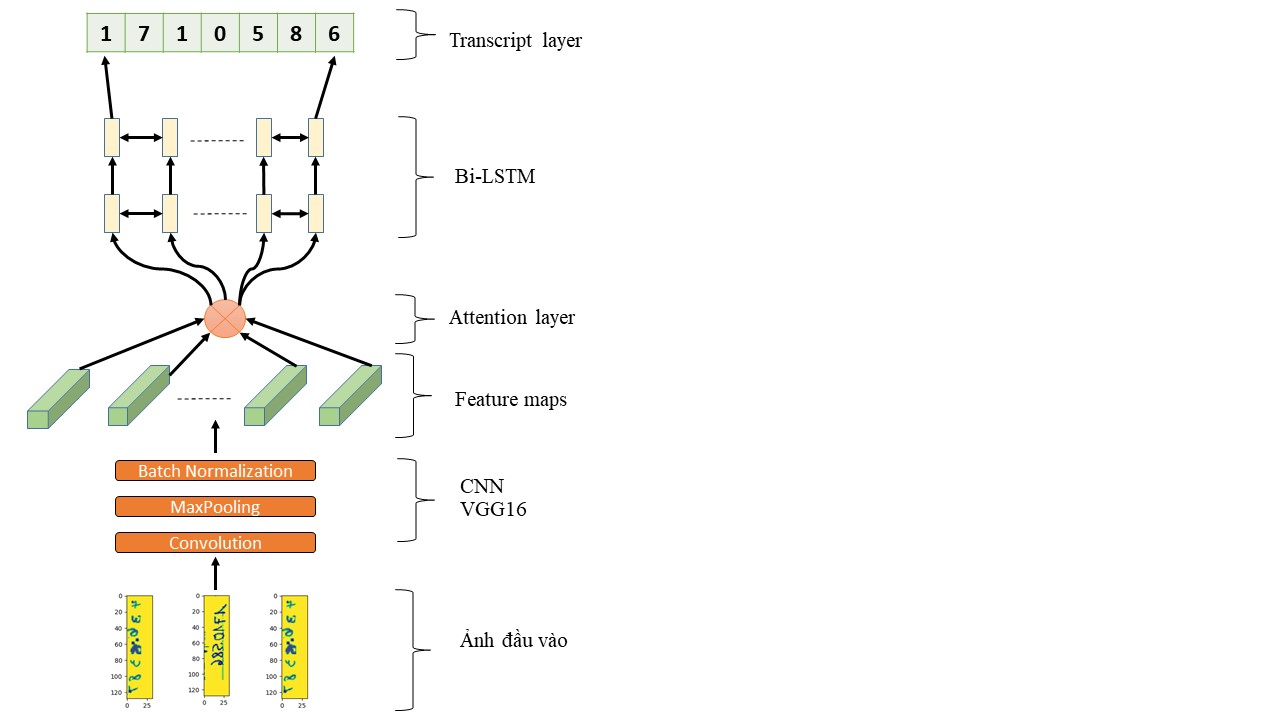 1 7 1 0 5 8 6
Transcript layer
Bi-LSTM
Attention layer
Feature maps
Batch Normalization
MaxPooling
Convolution
CNN
VGG16
0 20 40 60 80 100 120
0 25
0 20 40 60 80 100 120
0 25
0 20 40 60 80 100 120
0 25
Ảnh đầu vào